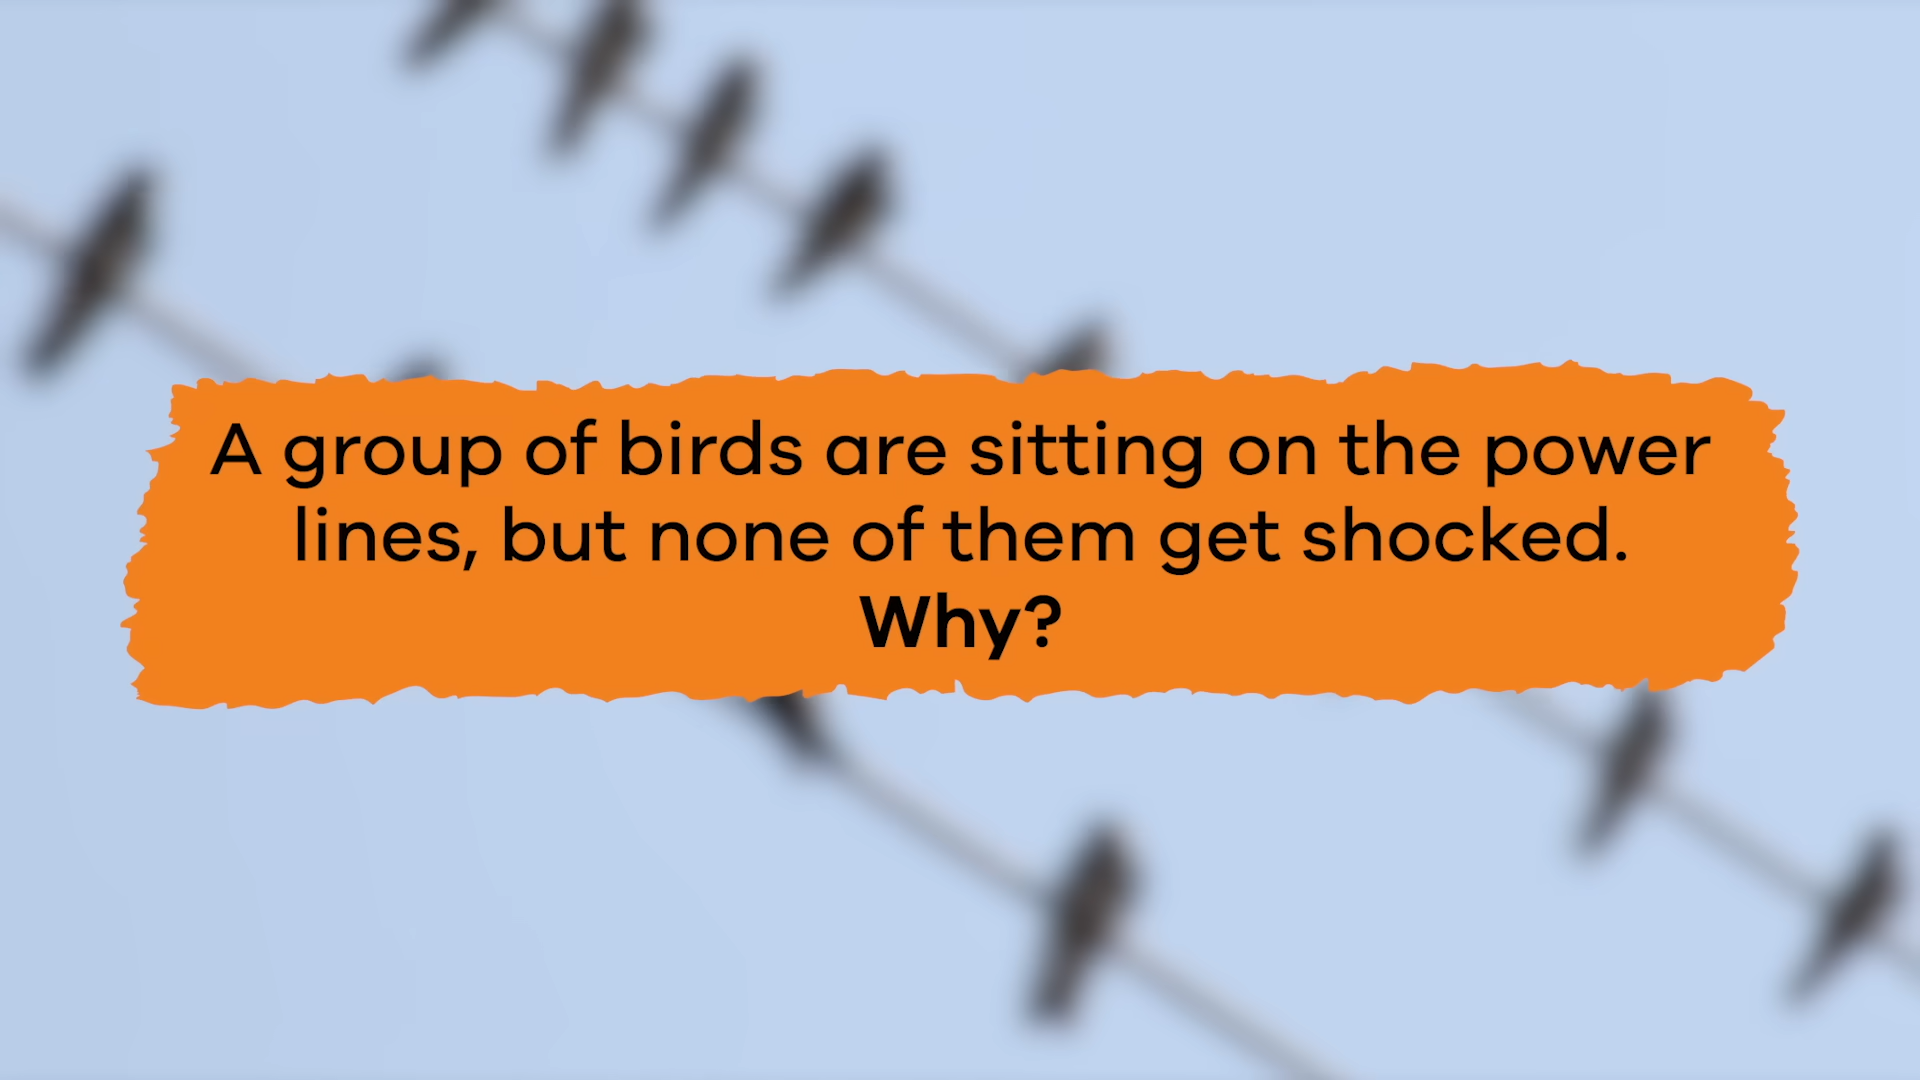 A group of birds are sitting on the power
lines, but none of them get shocked.
Why?